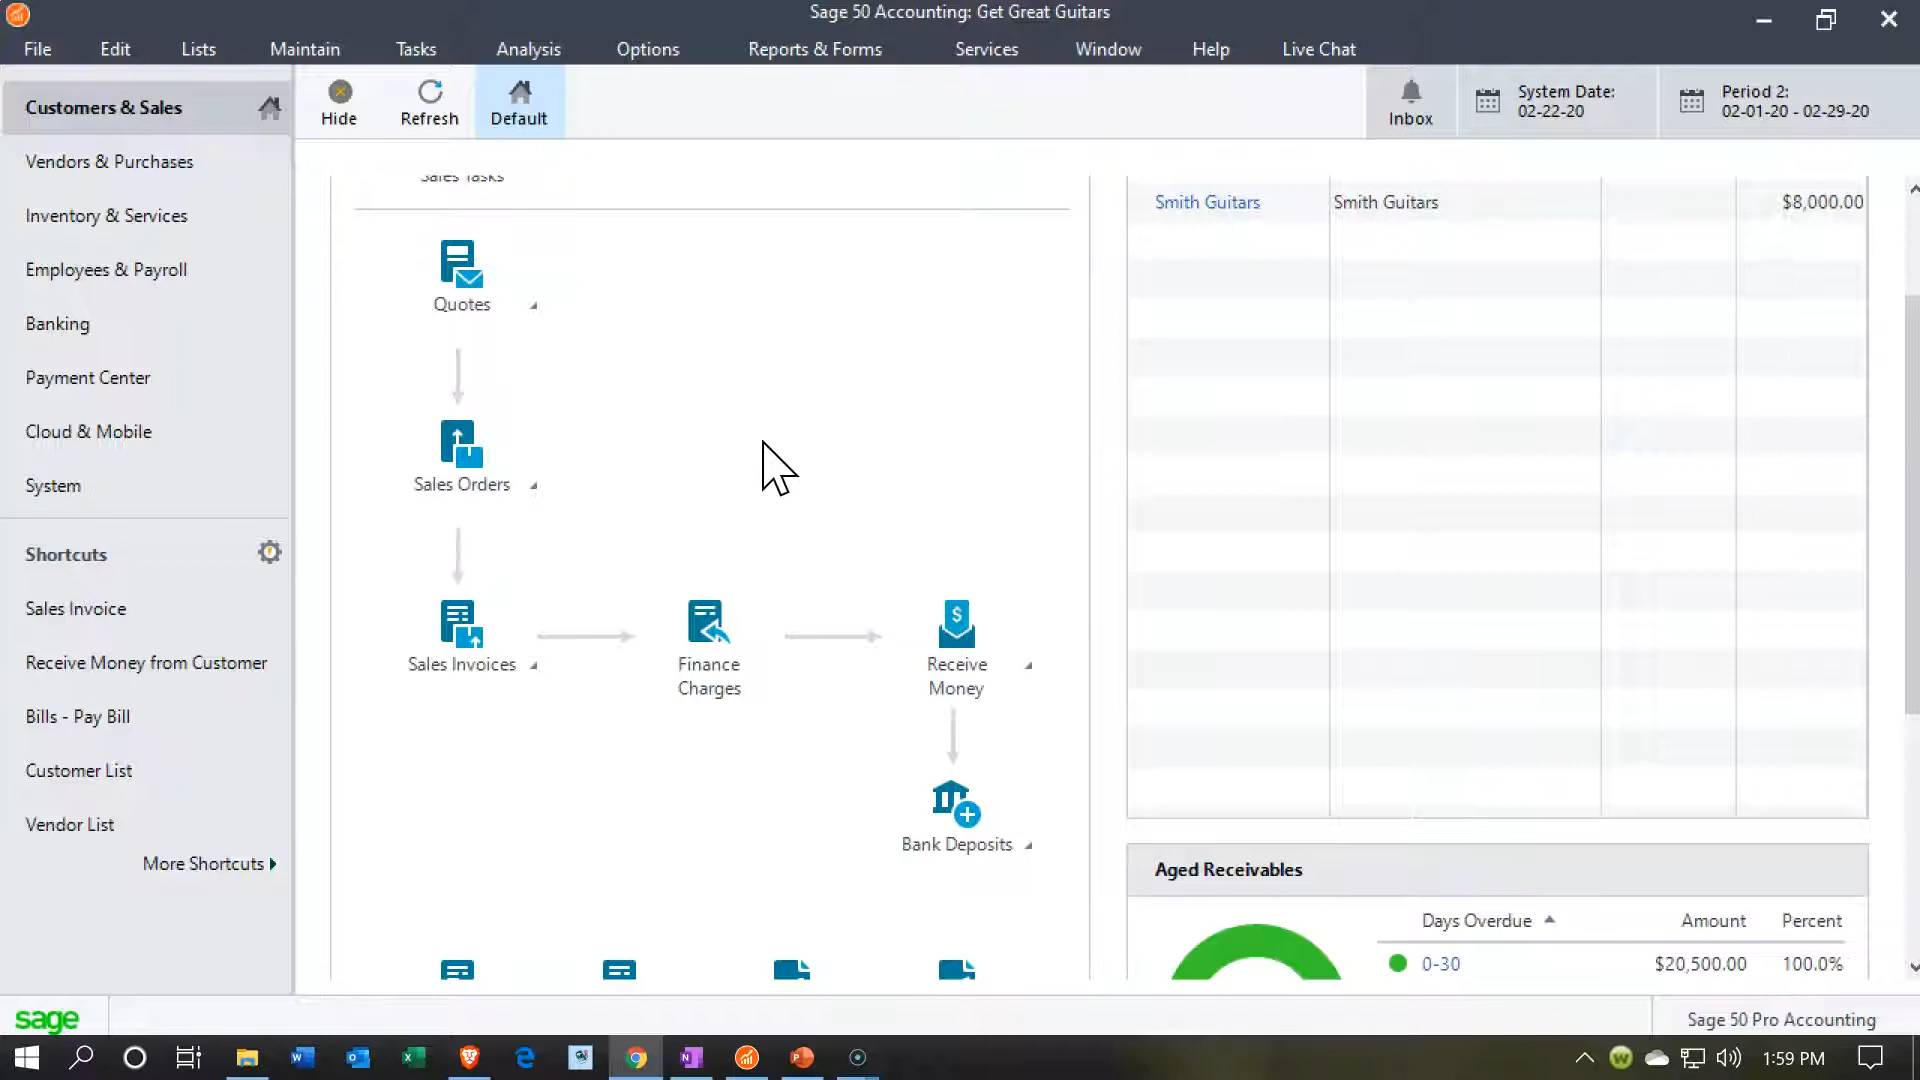 Sage 50 Accounting: Get Great Guitars
File Edit Lists Maintain Tasks Analysis Options Reports & Forms Services Window Help Live Chat
Customers & Sales
Vendors & Purchases
Inventory & Services
Employees & Payroll
Banking
Payment Center
Cloud & Mobile
System
Shortcuts
Sales Invoice
Receive Money from Customer
Bills - Pay Bill
Customer List
Vendor List
More Shortcuts
Hide Refresh Default
Inbox
System Date:
02-22-20
Period 2:
02-01-20 - 02-29-20
Sales Tasks
Quotes
Sales Orders
Sales Invoices
Finance
Charges
Receive
Money
Bank Deposits
Smith Guitars Smith Guitars $8,000.00
Aged Receivables
Days Overdue Amount Percent
0-30 $20,500.00 100.0%
sage
Sage 50 Pro Accounting
1:59 PM